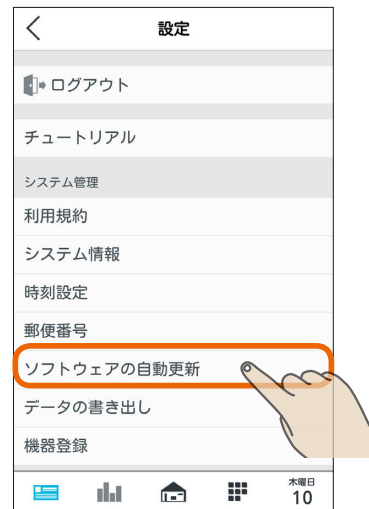 設定
ログアウト
チュートリアル
システム管理
利用規約
システム情報
時刻設定
郵便番号
ソフトウェアの自動更新
データの書き出し
機器登録
木曜日
10